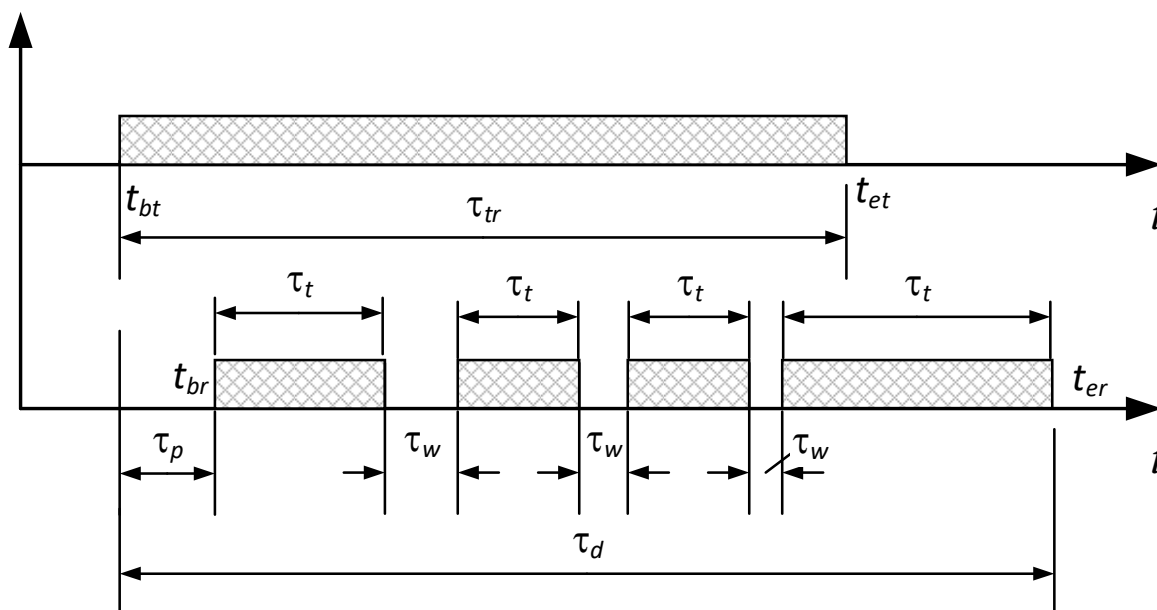 t_bt τ_tr t_et
t
τ_t τ_t τ_t τ_t
t_br t_er
τ_p τ_w τ_w τ_w
t
τ_d